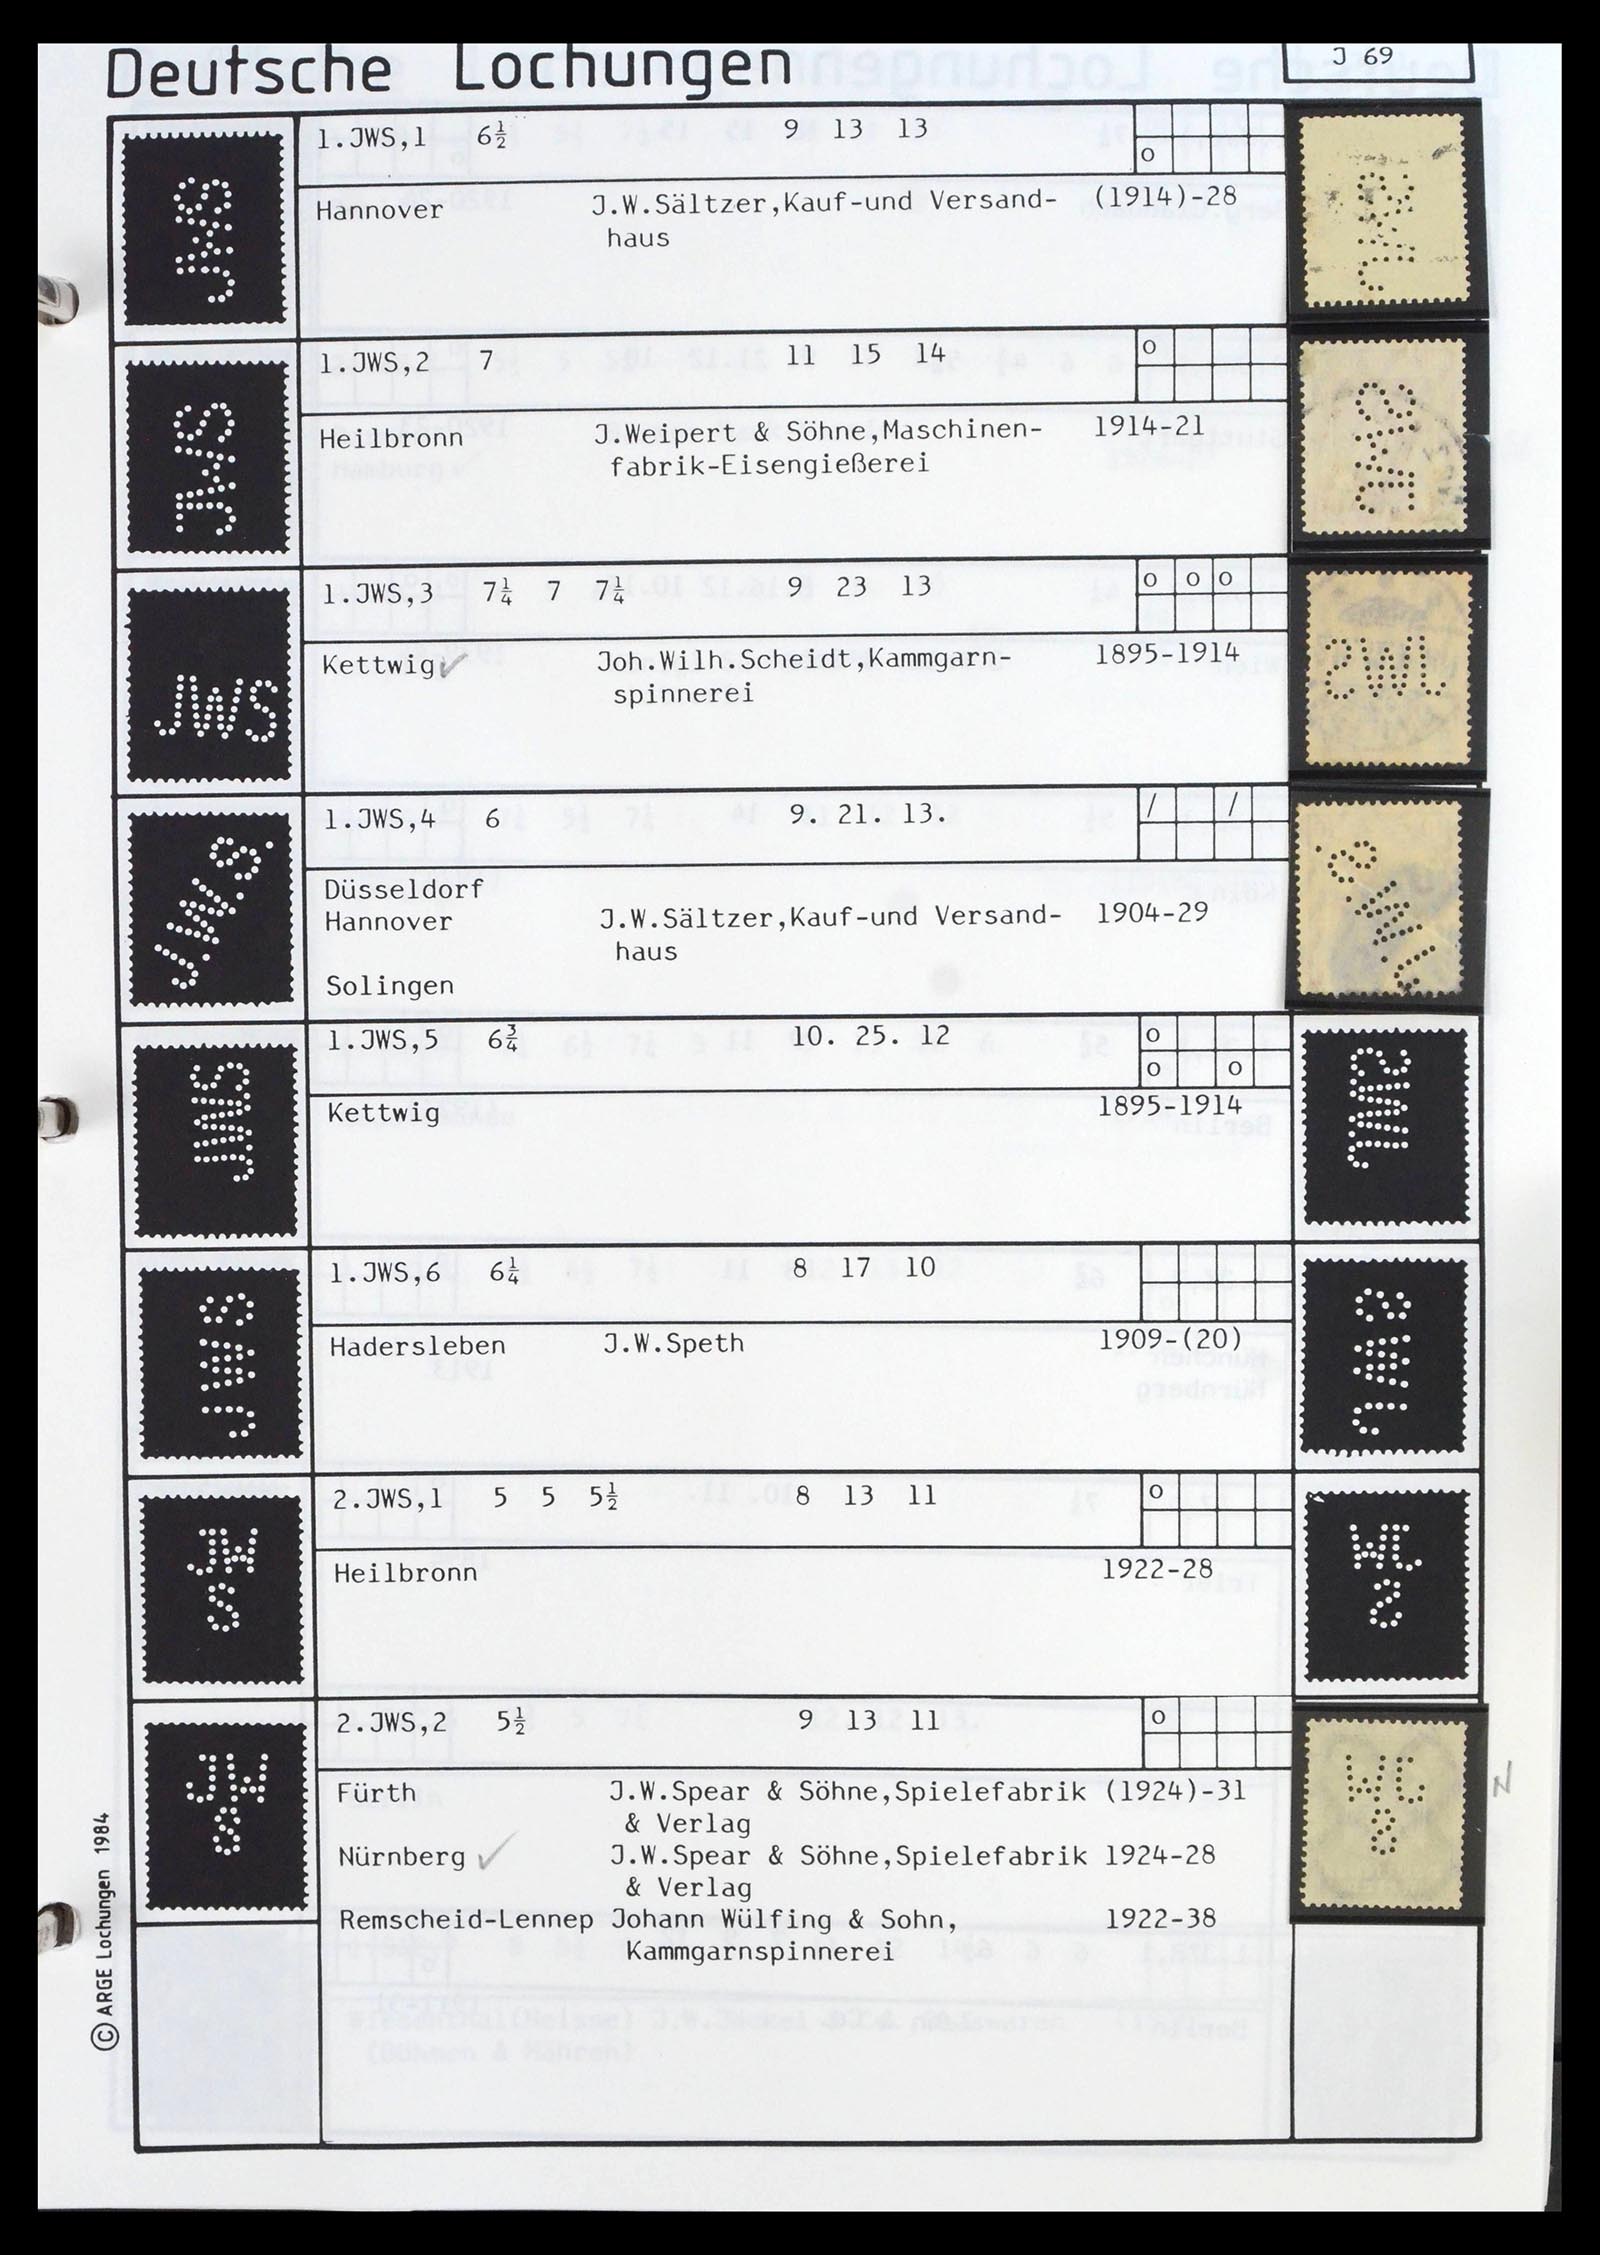 Deutsche Lochungen
J 69
1.JWS,1 6½ 9 13 13
o
Hannover J.W.Sältzer,Kauf-und Versand- (1914)-28
haus
JWS
1.JWS,2 7 11 15 14
o
Heilbronn J.Weipert & Söhne,Maschinen- 1914-21
fabrik-Eisengießerei
JWS
1.JWS,3 7¼ 7 7¼ 9 23 13
o o o
Kettwig✓ Joh.Wilh.Scheidt,Kammgarn- 1895-1914
spinnerei
JWS
1.JWS,4 6 9. 21. 13.
/ /
Düsseldorf
Hannover J.W.Sältzer,Kauf-und Versand- 1904-29
haus
Solingen
J.W.S.
1.JWS,5 6¾ 10. 25. 12
o
o o
Kettwig 1895-1914
JWS
1.JWS,6 6¼ 8 17 10
Hadersleben J.W.Speth 1909-(20)
JWS
2.JWS,1 5 5 5½ 8 13 11
o
Heilbronn 1922-28
JW
S
2.JWS,2 5½ 9 13 11
o
Fürth J.W.Spear & Söhne,Spielefabrik (1924)-31
& Verlag
Nürnberg ✓ J.W.Spear & Söhne,Spielefabrik 1924-28
& Verlag
Remscheid-Lennep Johann Wülfing & Sohn, 1922-38
Kammgarnspinnerei
JW
S
N
© ARGE Lochungen 1984